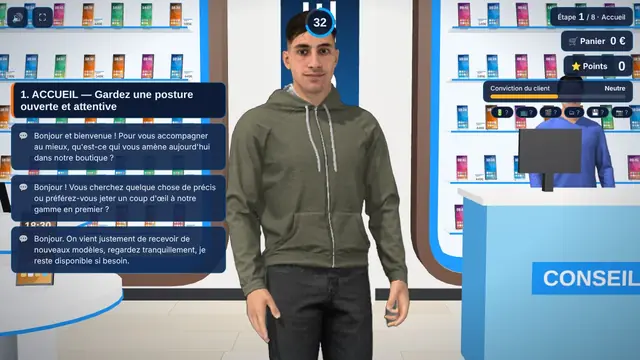 32
Étape 1 / 8 · Accueil
Panier 0 €
Points 0
Conviction du client Neutre
1. ACCUEIL — Gardez une posture
ouverte et attentive
Bonjour et bienvenue ! Pour vous accompagner
au mieux, qu'est-ce qui vous amène aujourd'hui
dans notre boutique ?
Bonjour ! Vous cherchez quelque chose de précis
ou préférez-vous jeter un coup d'œil à notre
gamme en premier ?
Bonjour. On vient justement de recevoir de
nouveaux modèles, regardez tranquillement, je
reste disponible si besoin.
CONSEIL